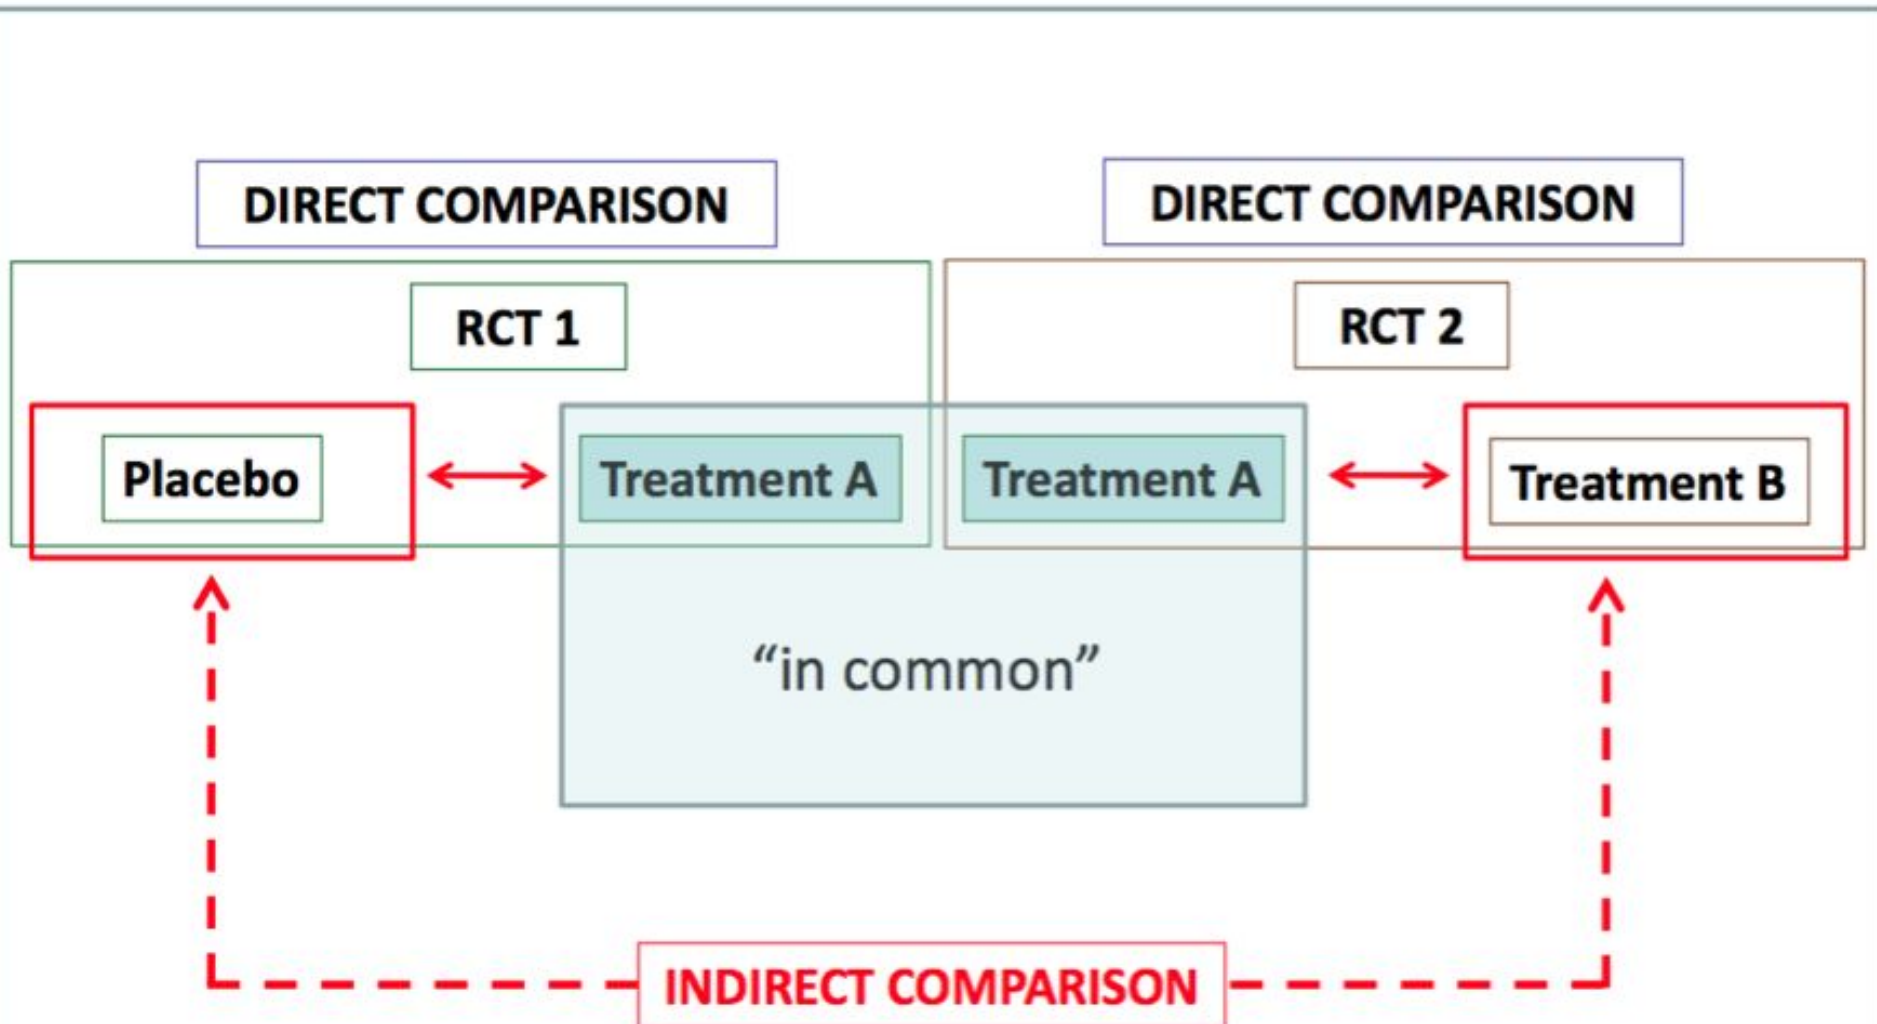 DIRECT COMPARISON
DIRECT COMPARISON
RCT 1
RCT 2
Placebo
Treatment A
Treatment A
Treatment B
“in common”
INDIRECT COMPARISON